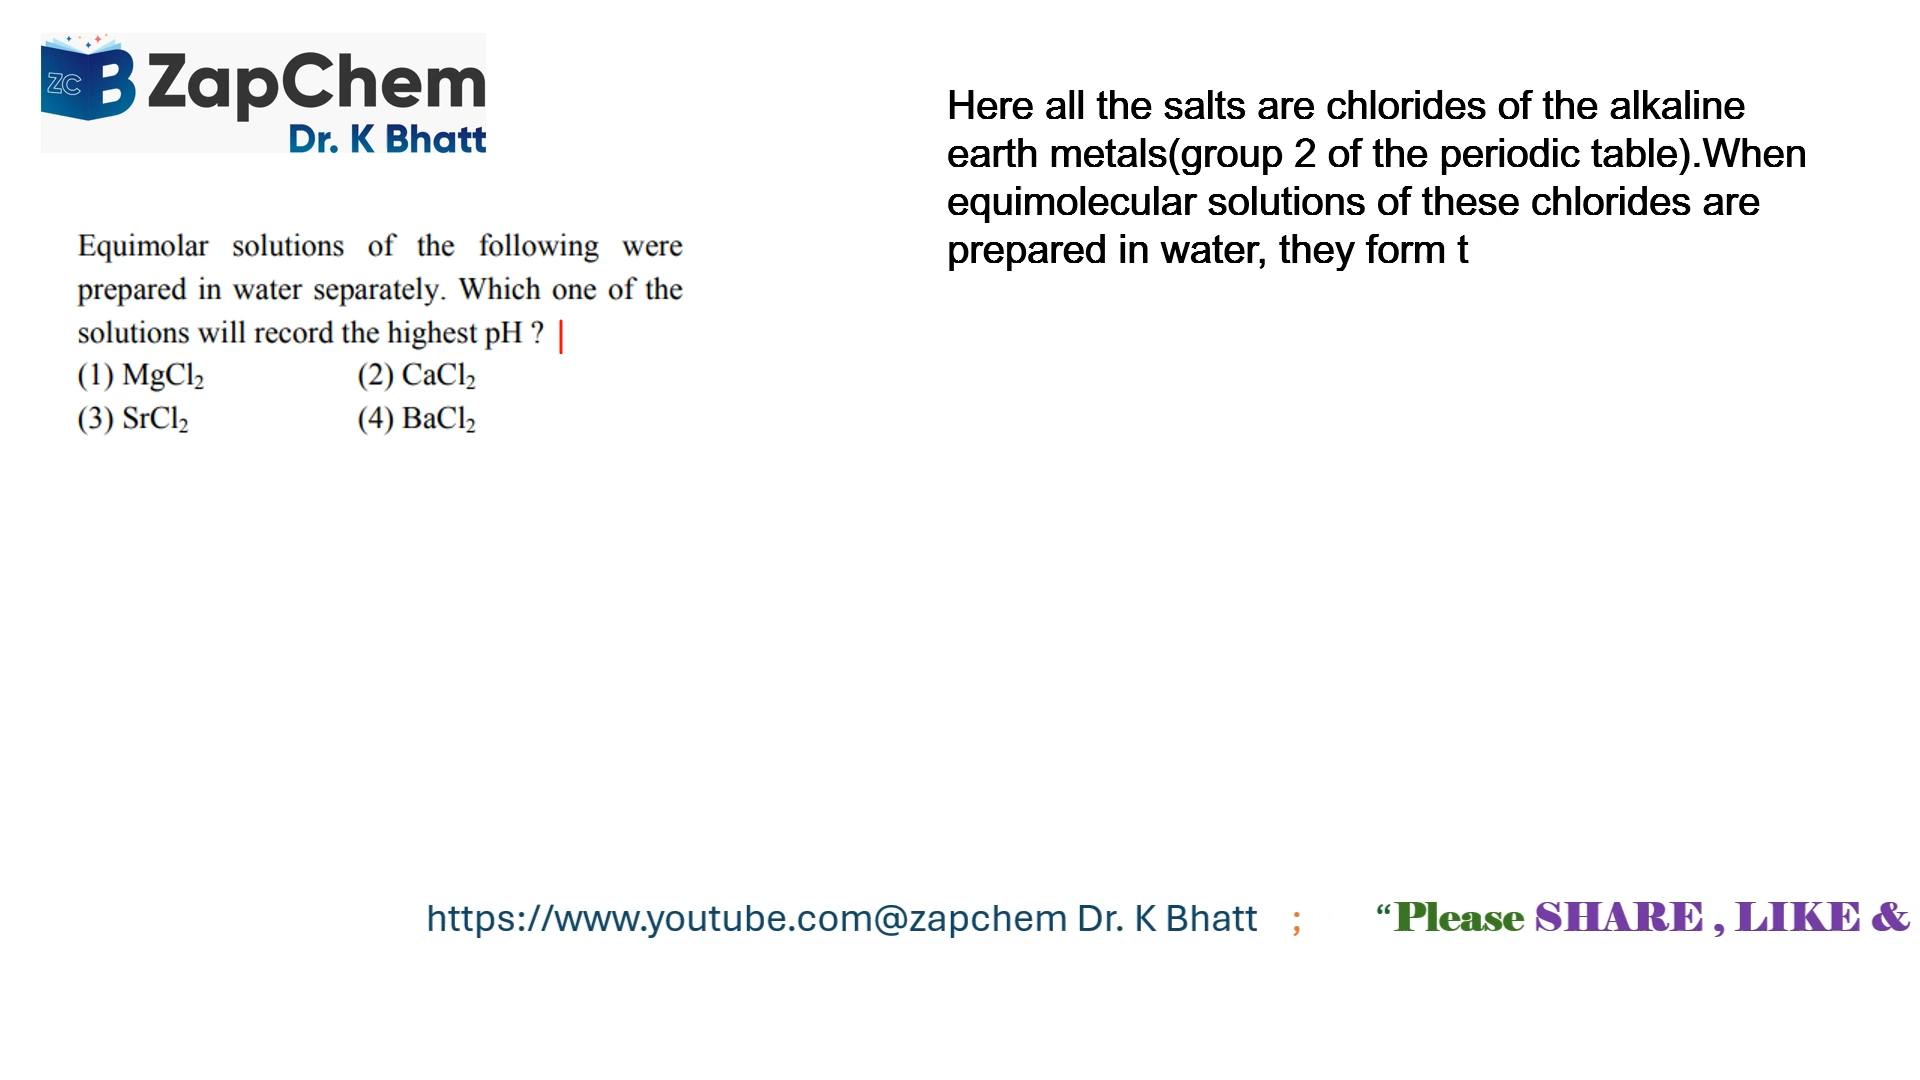 ZC B ZapChem
Dr. K Bhatt
Here all the salts are chlorides of the alkaline
earth metals(group 2 of the periodic table).When
equimolecular solutions of these chlorides are
prepared in water, they form t
Equimolar solutions of the following were
prepared in water separately. Which one of the
solutions will record the highest pH ?
(1) MgCl₂ (2) CaCl₂
(3) SrCl₂ (4) BaCl₂
https://www.youtube.com@zapchem Dr. K Bhatt ; “Please SHARE , LIKE &